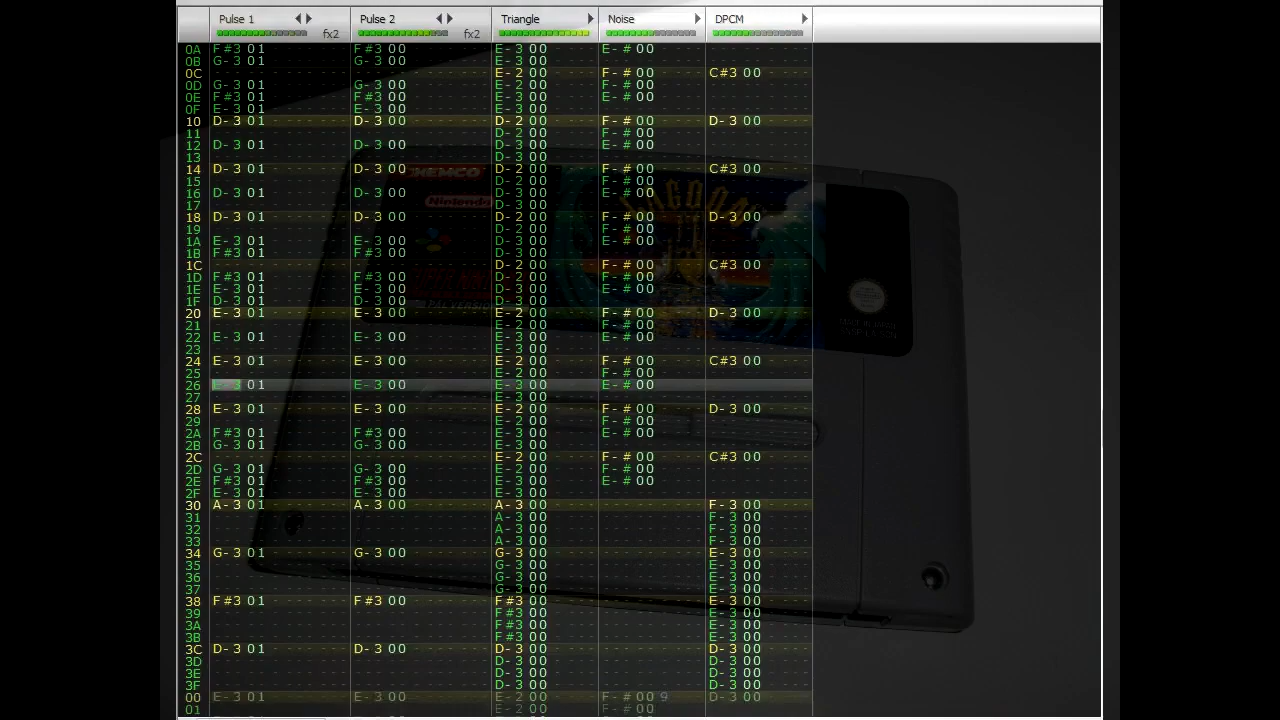 Pulse 1 Pulse 2 Triangle Noise DPCM
fx2 fx2
0A F#3 01 F#3 00 E-3 00 E-# 00
0B G-3 01 G-3 00 E-3 00
0C E-2 00 F-# 00 C#3 00
0D G-3 01 G-3 00 E-2 00 F-# 00
0E F#3 01 F#3 00 E-3 00 E-# 00
0F E-3 01 E-3 00 E-3 00
10 D-3 01 D-3 00 D-2 00 F-# 00 D-3 00
11 D-2 00 F-# 00
12 D-3 01 D-3 00 D-3 00 E-# 00
13 D-3 00
14 D-3 01 D-3 00 D-2 00 F-# 00 C#3 00
15 D-2 00 F-# 00
16 D-3 01 D-3 00 D-3 00 E-# 00
17 D-3 00
18 D-3 01 D-3 00 D-2 00 F-# 00 D-3 00
19 D-2 00 F-# 00
1A E-3 01 E-3 00 D-3 00 E-# 00
1B F#3 01 F#3 00 D-3 00
1C D-2 00 F-# 00 C#3 00
1D F#3 01 F#3 00 D-2 00 F-# 00
1E E-3 01 E-3 00 D-3 00 E-# 00
1F D-3 01 D-3 00 D-3 00
20 E-3 01 E-3 00 E-2 00 F-# 00 D-3 00
21 E-2 00 F-# 00
22 E-3 01 E-3 00 E-3 00 E-# 00
23 E-3 00
24 E-3 01 E-3 00 E-2 00 F-# 00 C#3 00
25 E-2 00 F-# 00
26 E-3 01 E-3 00 E-3 00 E-# 00
27 E-3 00
28 E-3 01 E-3 00 E-2 00 F-# 00 D-3 00
29 E-2 00 F-# 00
2A F#3 01 F#3 00 E-3 00 E-# 00
2B G-3 01 G-3 00 E-3 00
2C E-2 00 F-# 00 C#3 00
2D G-3 01 G-3 00 E-2 00 F-# 00
2E F#3 01 F#3 00 E-3 00 E-# 00
2F E-3 01 E-3 00 E-3 00
30 A-3 01 A-3 00 A-3 00 F-3 00
31 A-3 00 F-3 00
32 A-3 00 F-3 00
33 A-3 00 F-3 00
34 G-3 01 G-3 00 G-3 00 E-3 00
35 G-3 00 E-3 00
36 G-3 00 E-3 00
37 G-3 00 E-3 00
38 F#3 01 F#3 00 F#3 00 E-3 00
39 F#3 00 E-3 00
3A F#3 00 E-3 00
3B F#3 00 E-3 00
3C D-3 01 D-3 00 D-3 00 D-3 00
3D D-3 00 D-3 00
3E D-3 00 D-3 00
3F D-3 00 D-3 00
00 E-3 01 E-3 00 E-2 00 F-# 00 9 D-3 00
01 E-2 00 F-# 00
KEMCO
Nintendo
LAGOON
PAL VERSION